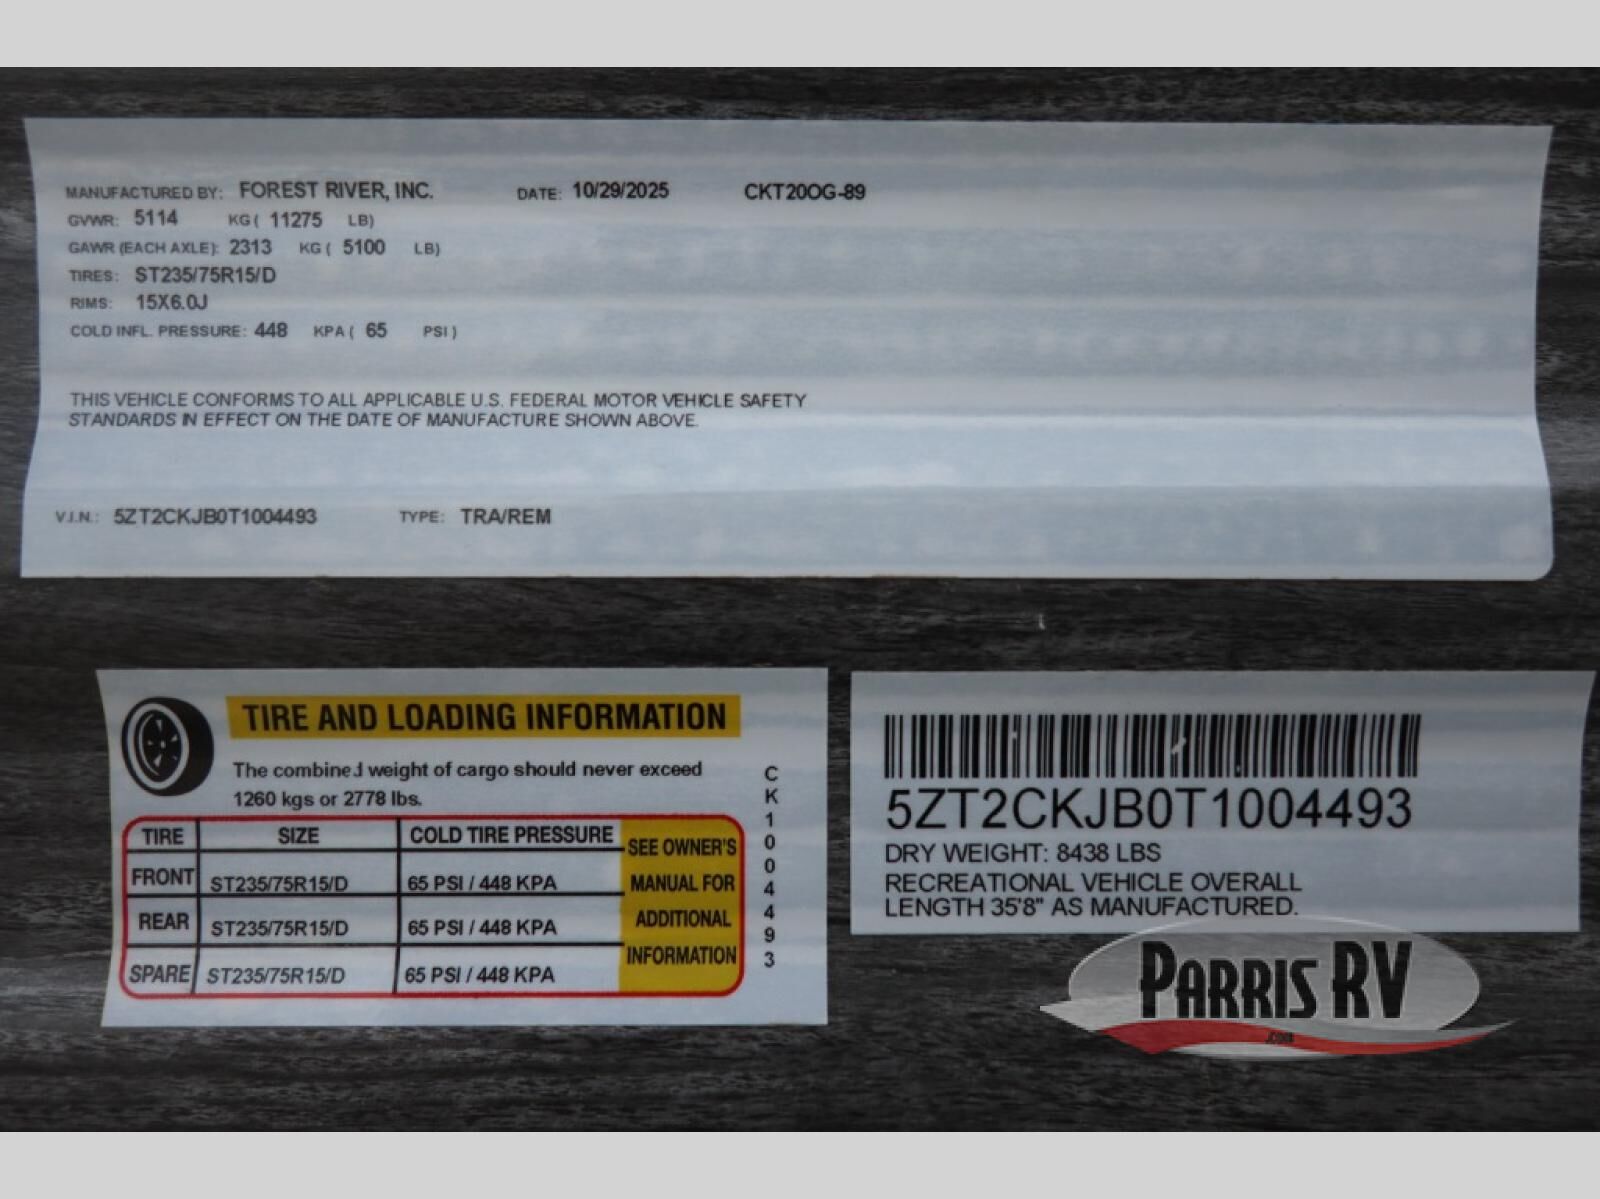 MANUFACTURED BY: FOREST RIVER, INC. DATE: 10/29/2025 CKT20OG-89
GVWR: 5114 KG ( 11275 LB)
GAWR (EACH AXLE): 2313 KG ( 5100 LB)
TIRES: ST235/75R15/D
RIMS: 15X6.0J
COLD INFL. PRESSURE: 448 KPA ( 65 PSI )
THIS VEHICLE CONFORMS TO ALL APPLICABLE U.S. FEDERAL MOTOR VEHICLE SAFETY
STANDARDS IN EFFECT ON THE DATE OF MANUFACTURE SHOWN ABOVE.
V.I.N.: 5ZT2CKJB0T1004493 TYPE: TRA/REM
TIRE AND LOADING INFORMATION
The combined weight of cargo should never exceed
1260 kgs or 2778 lbs.
TIRE SIZE COLD TIRE PRESSURE
FRONT ST235/75R15/D 65 PSI / 448 KPA
REAR ST235/75R15/D 65 PSI / 448 KPA
SPARE ST235/75R15/D 65 PSI / 448 KPA
SEE OWNER'S
MANUAL FOR
ADDITIONAL
INFORMATION
CK1004493
5ZT2CKJB0T1004493
DRY WEIGHT: 8438 LBS
RECREATIONAL VEHICLE OVERALL
LENGTH 35'8" AS MANUFACTURED.
PARRIS RV
.COM